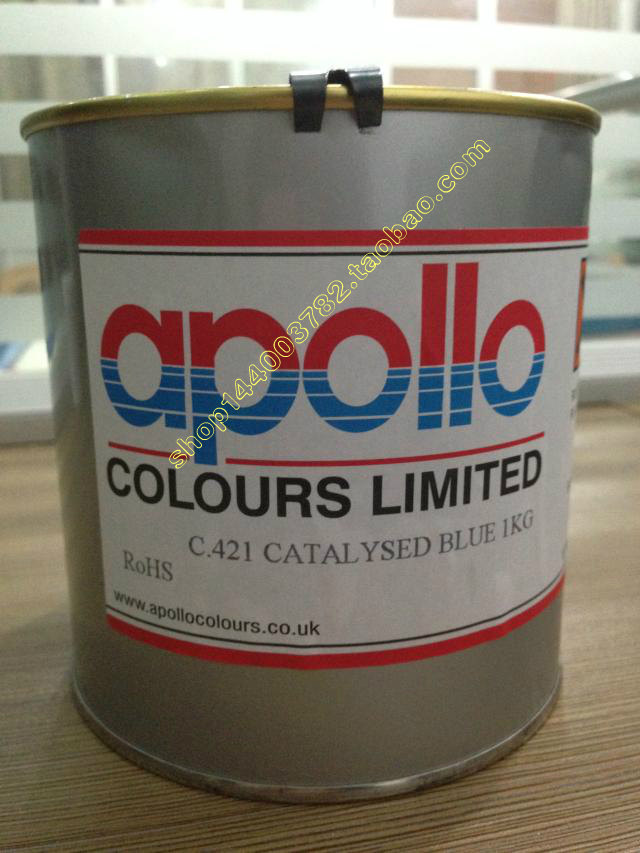 shop144003782.taobao.com
apollo
COLOURS LIMITED
C.421 CATALYSED BLUE 1KG
RoHS
www.apollocolours.co.uk